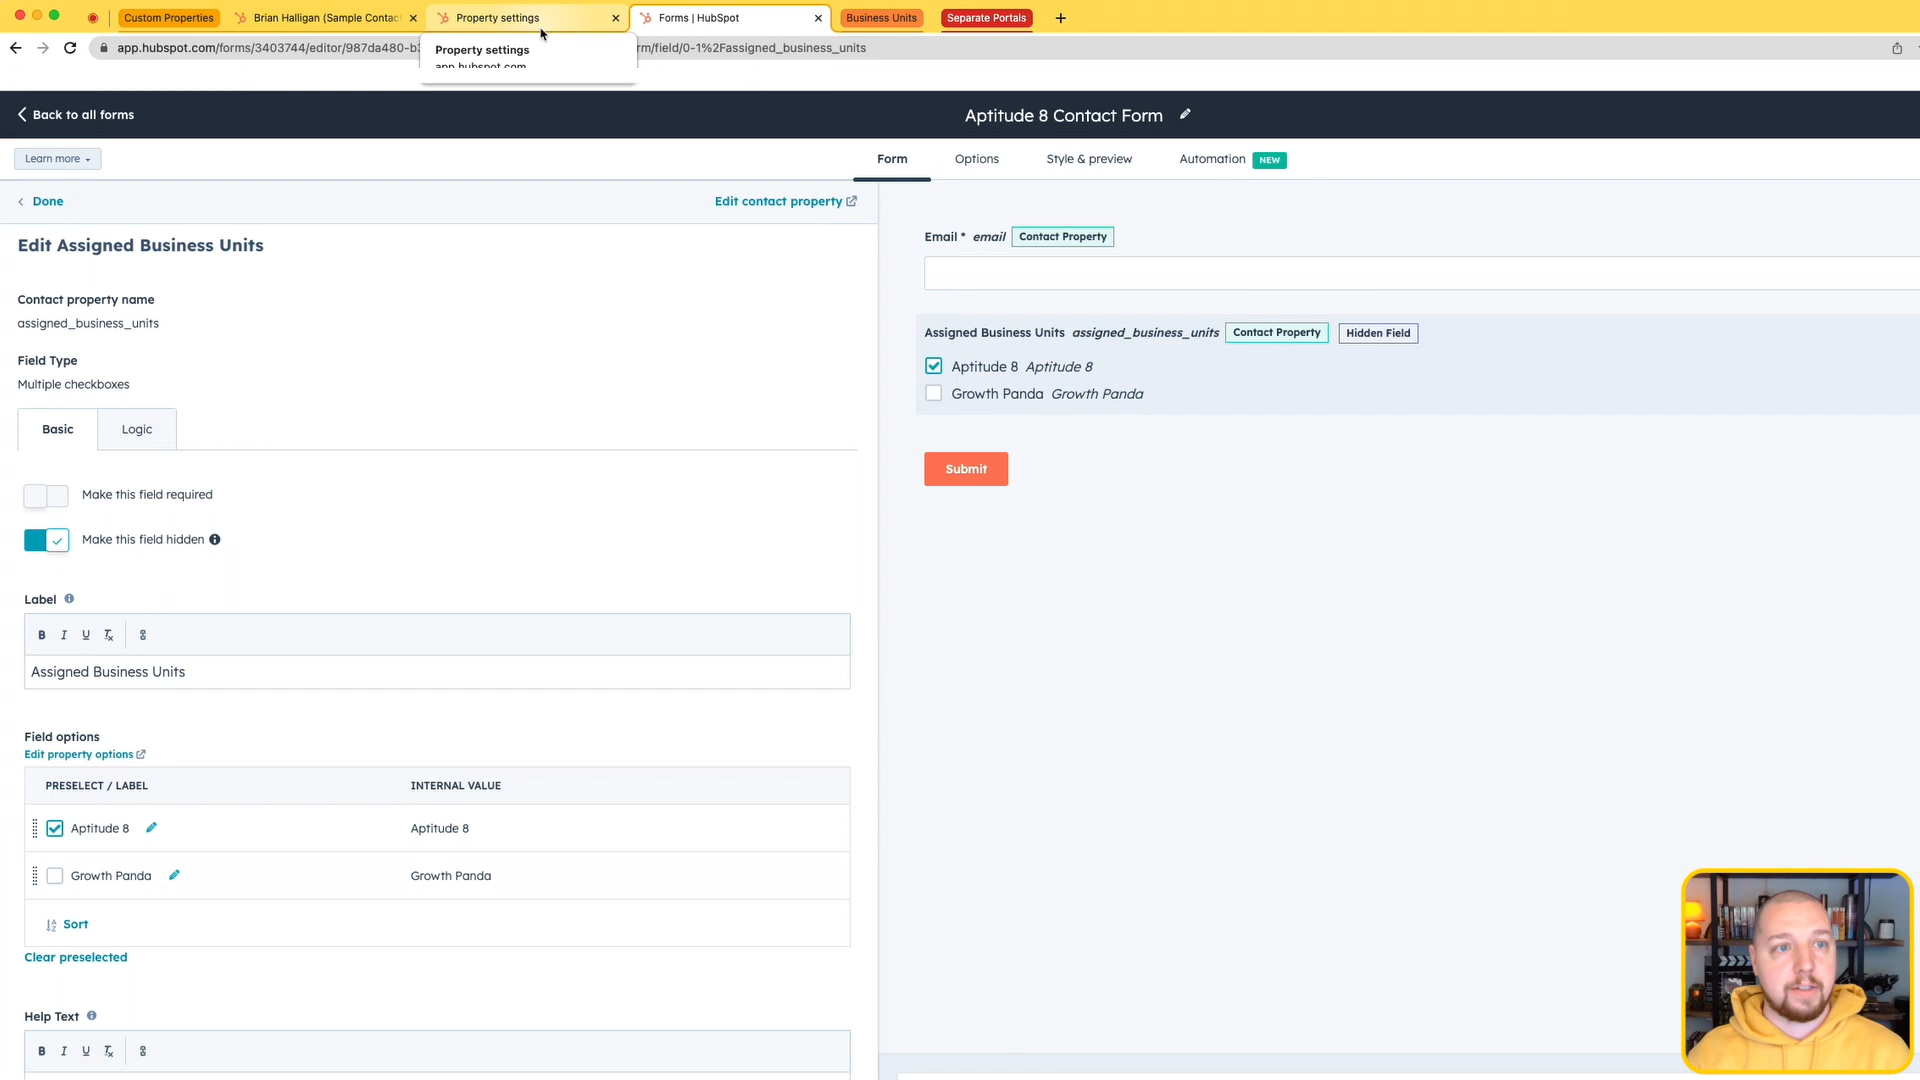 Custom Properties
Brian Halligan (Sample Contact
Property settings
Forms | HubSpot
Business Units
Separate Portals
app.hubspot.com/forms/3403744/editor/987da480-b
rm/field/0-1%2Fassigned_business_units
Property settings
app.hubspot.com
Back to all forms
Aptitude 8 Contact Form
Learn more
Form
Options
Style & preview
Automation
NEW
Done
Edit contact property
Edit Assigned Business Units
Contact property name
assigned_business_units
Field Type
Multiple checkboxes
Basic
Logic
Make this field required
Make this field hidden
Label
B I U Tx
Assigned Business Units
Field options
Edit property options
PRESELECT / LABEL
INTERNAL VALUE
Aptitude 8
Aptitude 8
Growth Panda
Growth Panda
Sort
Clear preselected
Help Text
B I U Tx
Email * email Contact Property
Assigned Business Units assigned_business_units Contact Property Hidden Field
Aptitude 8 Aptitude 8
Growth Panda Growth Panda
Submit